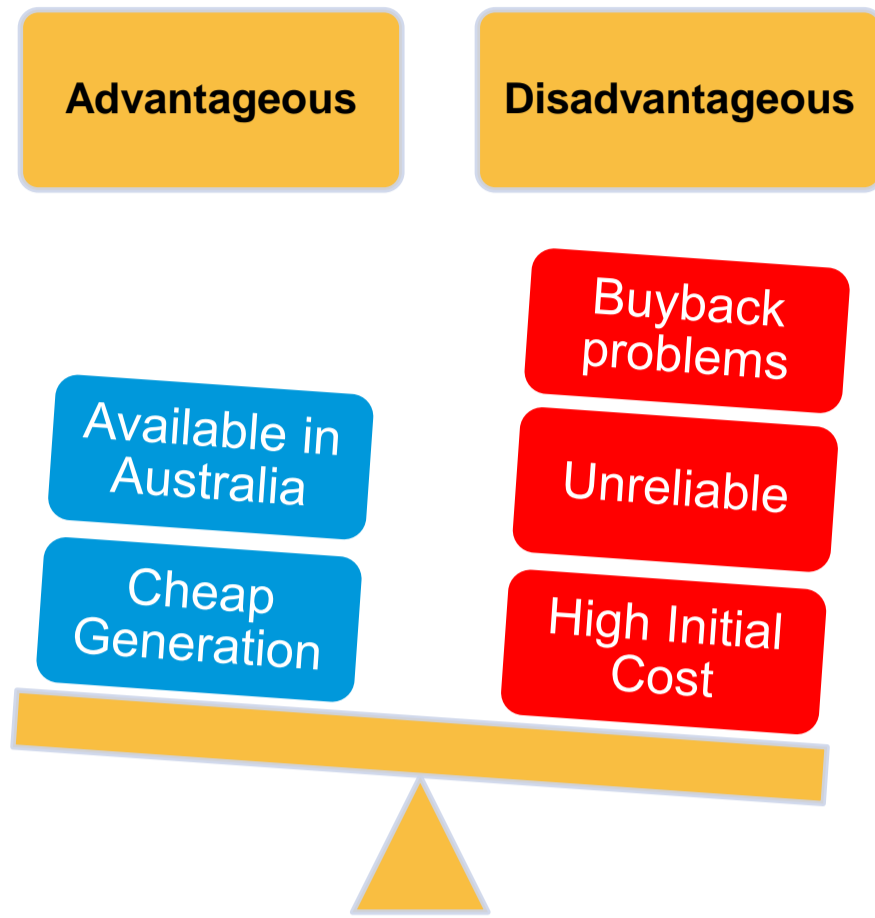 Advantageous
Disadvantageous
Available in
Australia
Cheap
Generation
Buyback
problems
Unreliable
High Initial
Cost